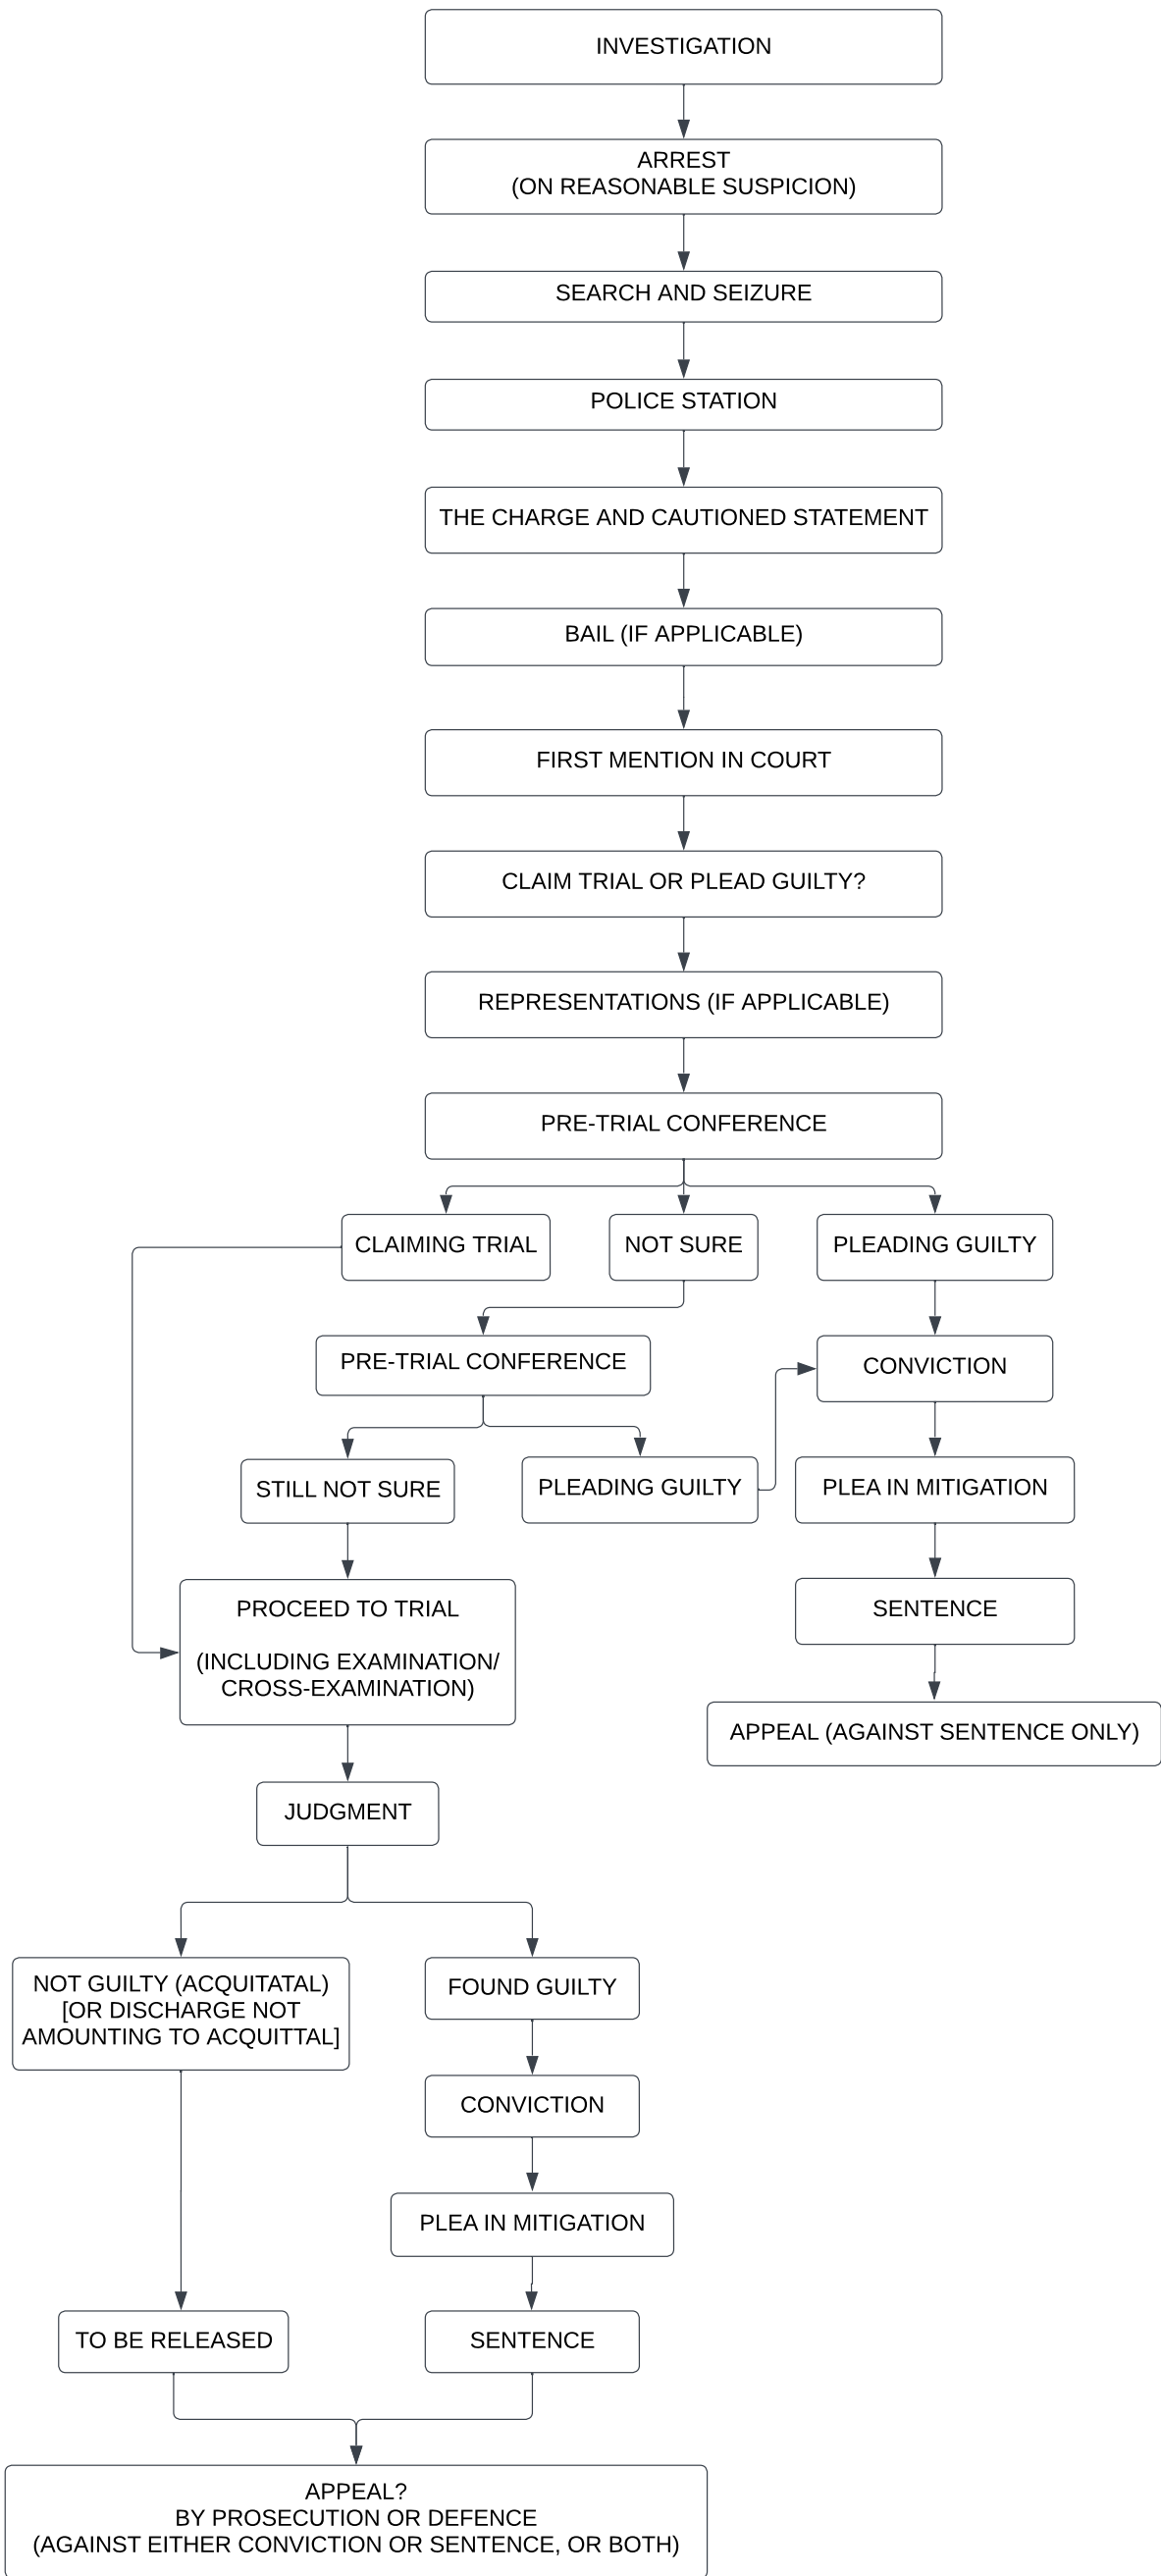 INVESTIGATION
ARREST
(ON REASONABLE SUSPICION)
SEARCH AND SEIZURE
POLICE STATION
THE CHARGE AND CAUTIONED STATEMENT
BAIL (IF APPLICABLE)
FIRST MENTION IN COURT
CLAIM TRIAL OR PLEAD GUILTY?
REPRESENTATIONS (IF APPLICABLE)
PRE-TRIAL CONFERENCE
CLAIMING TRIAL
NOT SURE
PLEADING GUILTY
PRE-TRIAL CONFERENCE
CONVICTION
STILL NOT SURE
PLEADING GUILTY
PLEA IN MITIGATION
PROCEED TO TRIAL
(INCLUDING EXAMINATION/
CROSS-EXAMINATION)
SENTENCE
APPEAL (AGAINST SENTENCE ONLY)
JUDGMENT
NOT GUILTY (ACQUITATAL)
[OR DISCHARGE NOT
AMOUNTING TO ACQUITTAL]
FOUND GUILTY
CONVICTION
PLEA IN MITIGATION
TO BE RELEASED
SENTENCE
APPEAL?
BY PROSECUTION OR DEFENCE
(AGAINST EITHER CONVICTION OR SENTENCE, OR BOTH)